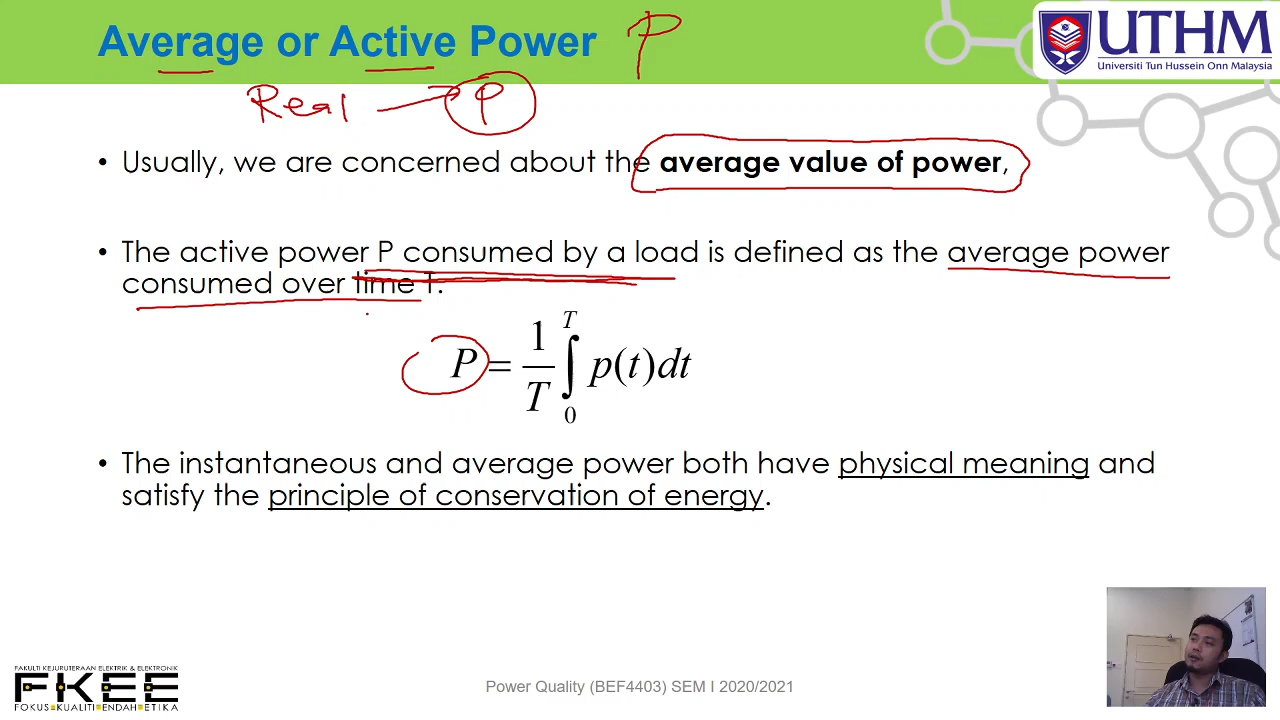 Average or Active Power P
UTHM
Universiti Tun Hussein Onn Malaysia
Real → P
• Usually, we are concerned about the average value of power,
• The active power P consumed by a load is defined as the average power
consumed over time T.
P = 1/T ∫₀ᵀ p(t)dt
• The instantaneous and average power both have physical meaning and
satisfy the principle of conservation of energy.
FAKULTI KEJURUTERAAN ELEKTRIK & ELEKTRONIK
FKEE
FOKUS KUALITI ENDAH ETIKA
Power Quality (BEF4403) SEM I 2020/2021